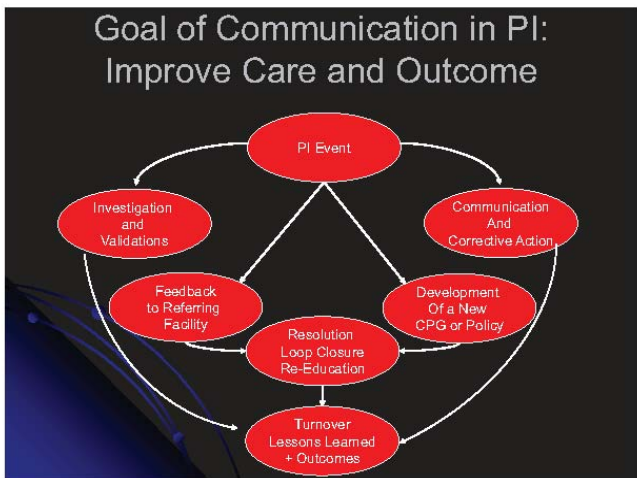 Goal of Communication in PI:
Improve Care and Outcome
PI Event
Investigation
and
Validations
Communication
And
Corrective Action
Feedback
to Referring
Facility
Development
Of a New
CPG or Policy
Resolution
Loop Closure
Re-Education
Turnover
Lessons Learned
+ Outcomes